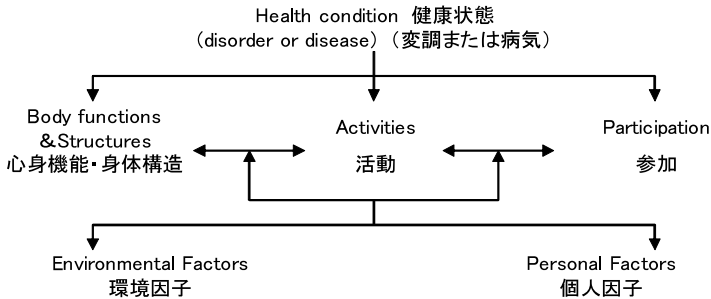 Health condition 健康状態
(disorder or disease) (変調または病気)
Body functions
&Structures
心身機能・身体構造
Activities
活動
Participation
参加
Environmental Factors
環境因子
Personal Factors
個人因子